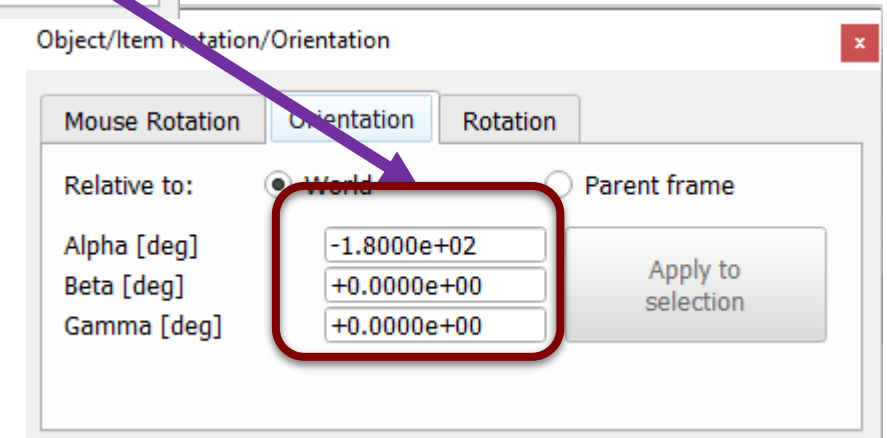 Object/Item Rotation/Orientation
x
Mouse Rotation Orientation Rotation
Relative to: World Parent frame
Alpha [deg] -1.8000e+02
Beta [deg] +0.0000e+00
Gamma [deg] +0.0000e+00
Apply to
selection